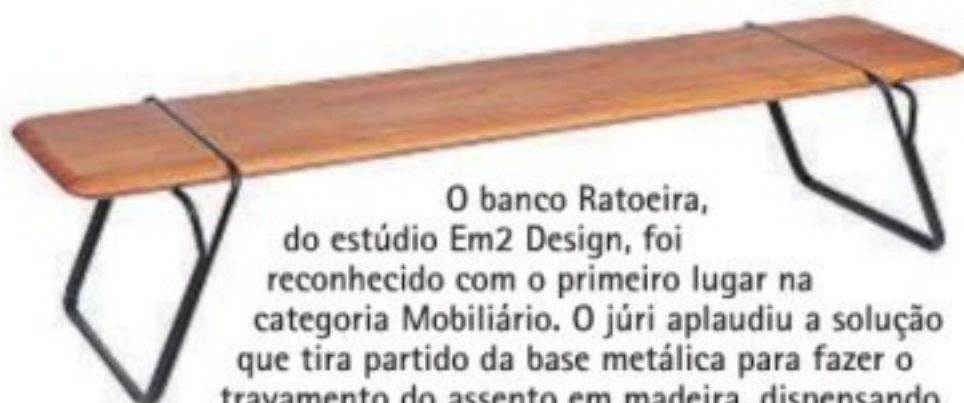 O banco Ratoeira,
do estúdio Em2 Design, foi
reconhecido com o primeiro lugar na
categoria Mobiliário. O júri aplaudiu a solução
que tira partido da base metálica para fazer o
travamento do assento em madeira, dispensando